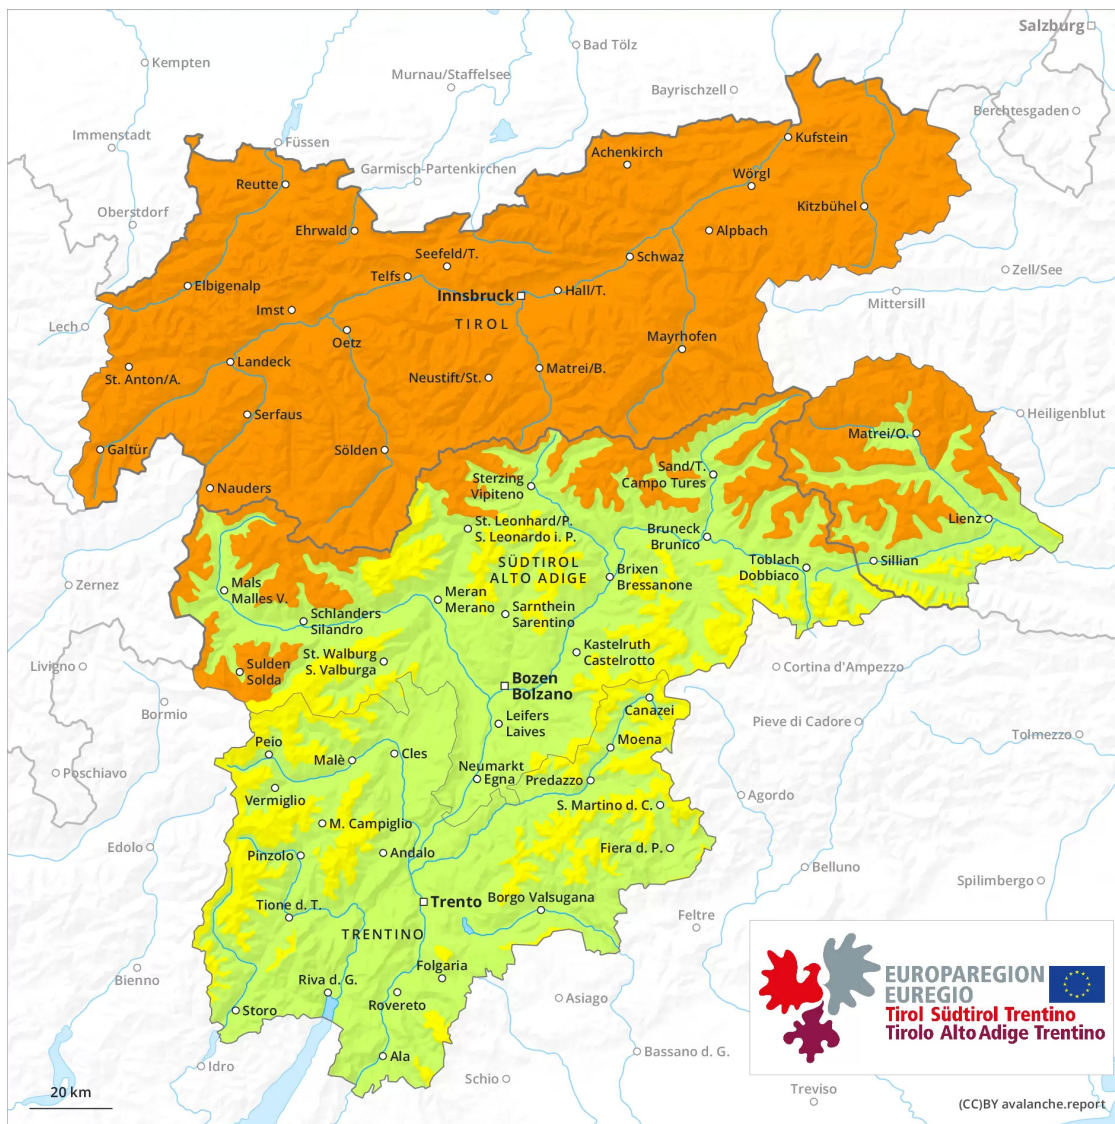 Salzburg
Bad Tölz
Kempten
Murnau/Staffelsee
Bayrischzell
Berchtesgaden
Immenstadt
Füssen
Kufstein
Achenkirch
Garmisch-Partenkirchen
Wörgl
Reutte
Oberstdorf
Kitzbühel
Ehrwald
Alpbach
Seefeld/T.
Schwaz
Telfs
Zell/See
Elbigenalp
Hall/T.
Innsbruck
Mittersill
Imst
TIROL
Lech
Oetz
Mayrhofen
Landeck
Matrei/B.
St. Anton/A.
Neustift/St.
Serfaus
Heiligenblut
Matrei/O.
Galtür
Sölden
Sand/T.
Campo Tures
Sterzing
Vipiteno
Nauders
St. Leonhard/P.
S. Leonardo i. P.
Lienz
Bruneck
Brunico
SÜDTIROL
ALTO ADIGE
Toblach
Dobbiaco
Sillian
Brixen
Bressanone
Zernez
Mals
Malles V.
Meran
Merano
Sarnthein
Sarentino
Schlanders
Silandro
Kastelruth
Castelrotto
St. Walburg
S. Valburga
Livigno
Sulden
Solda
Cortina d'Ampezzo
Bozen
Bolzano
Canazei
Bormio
Leifers
Laives
Pieve di Cadore
Tolmezzo
Moena
Peio
Cles
Malè
Neumarkt
Egna
Predazzo
Poschiavo
Vermiglio
Agordo
S. Martino d. C.
M. Campiglio
Edolo
Pinzolo
Andalo
Fiera d. P.
Belluno
Spilimbergo
Borgo Valsugana
Trento
Tione d. T.
Feltre
TRENTINO
Folgaria
Bienno
Riva d. G.
Rovereto
Asiago
Storo
EUROPAREGION
EUREGIO
Tirol Südtirol Trentino
Tirolo Alto Adige Trentino
Ala
Bassano d. G.
Idro
Schio
20 km
Treviso
(CC)BY avalanche.report